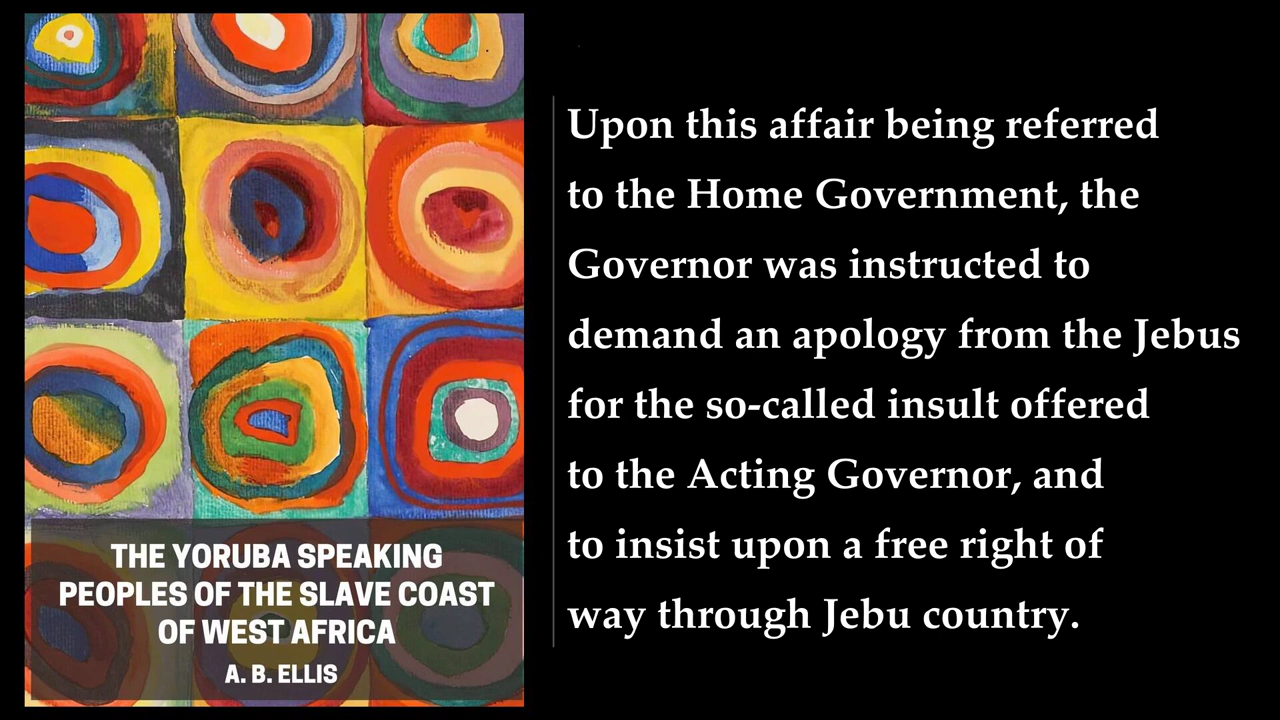 THE YORUBA SPEAKING
PEOPLES OF THE SLAVE COAST
OF WEST AFRICA
A. B. ELLIS
Upon this affair being referred
to the Home Government, the
Governor was instructed to
demand an apology from the Jebus
for the so-called insult offered
to the Acting Governor, and
to insist upon a free right of
way through Jebu country.